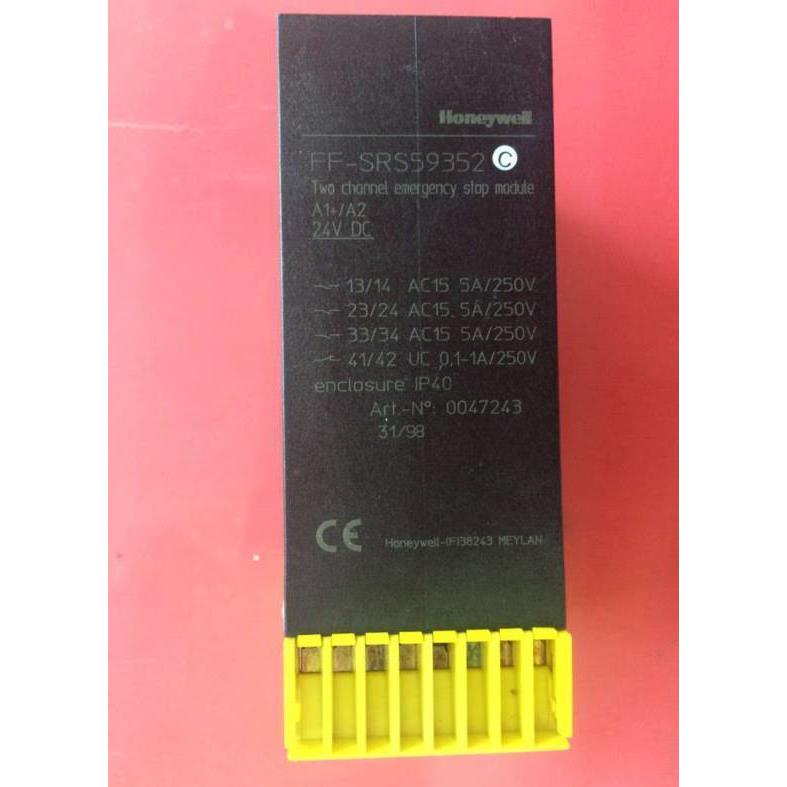 Honeywell
FF-SRS59352 C
Two channel emergency stop module
A1+/A2
24V DC
13/14 AC15 5A/250V
23/24 AC15 5A/250V
33/34 AC15 5A/250V
41/42 UC 0,1-1A/250V
enclosure IP40
Art.-N°: 0047243
31/98
CE Honeywell-(F)38243 MEYLAN